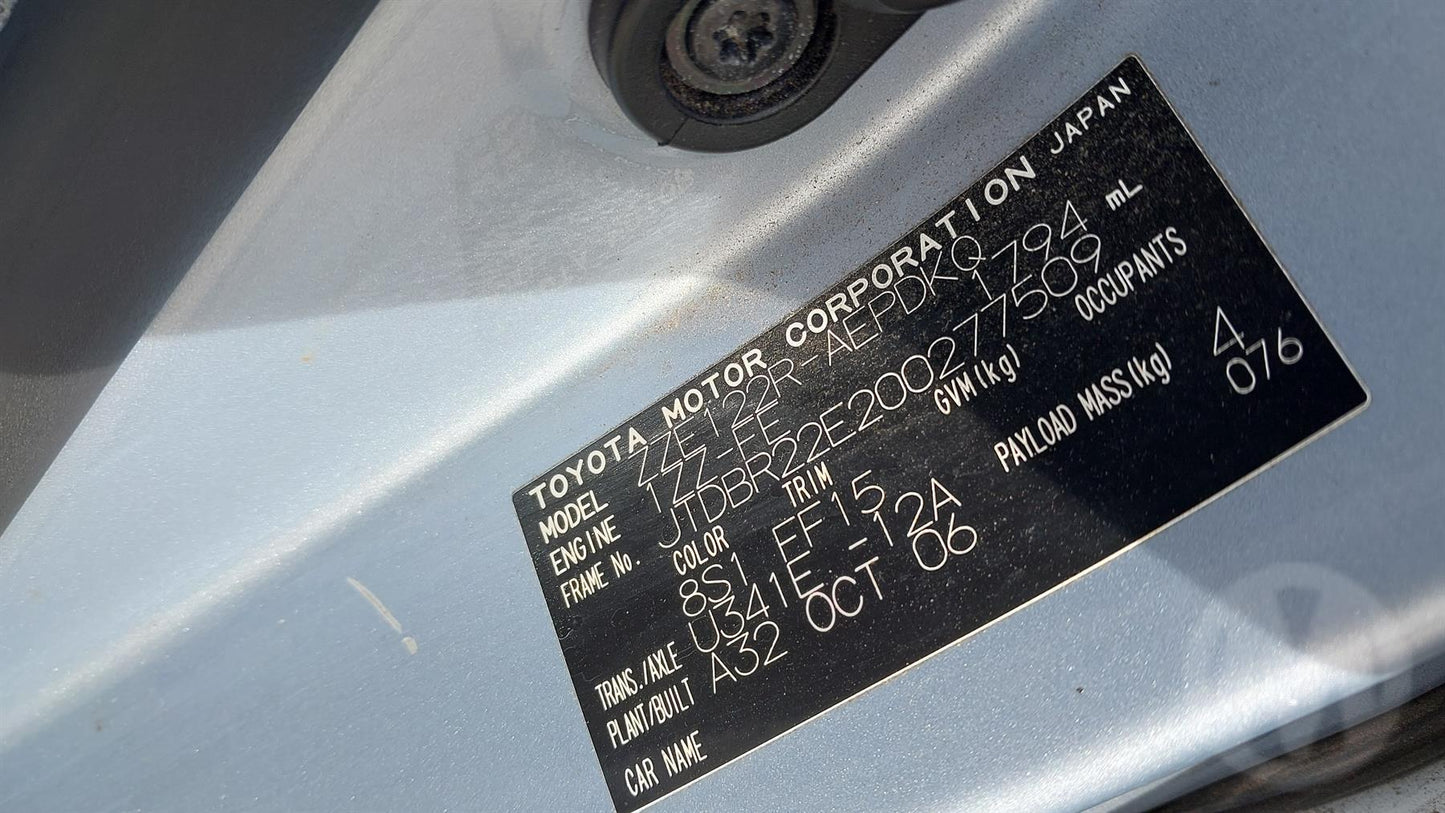 TOYOTA MOTOR CORPORATION JAPAN
MODEL ZZE122R-AEPDKQ
ENGINE 1ZZ-FE 1794 mL
FRAME No. JTDBR22E200277509
COLOR TRIM GVM(kg) OCCUPANTS
8S1 EF15 PAYLOAD MASS(kg) 4
TRANS./AXLE U341E -12A 076
PLANT/BUILT A32 OCT 06
CAR NAME